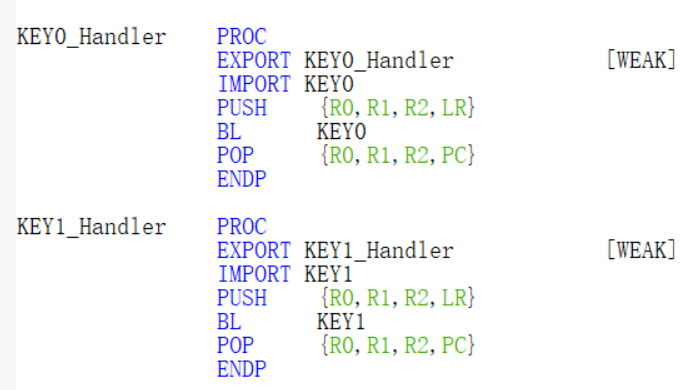 KEY0_Handler PROC
EXPORT KEY0_Handler [WEAK]
IMPORT KEY0
PUSH {R0,R1,R2,LR}
BL KEY0
POP {R0,R1,R2,PC}
ENDP
KEY1_Handler PROC
EXPORT KEY1_Handler [WEAK]
IMPORT KEY1
PUSH {R0,R1,R2,LR}
BL KEY1
POP {R0,R1,R2,PC}
ENDP